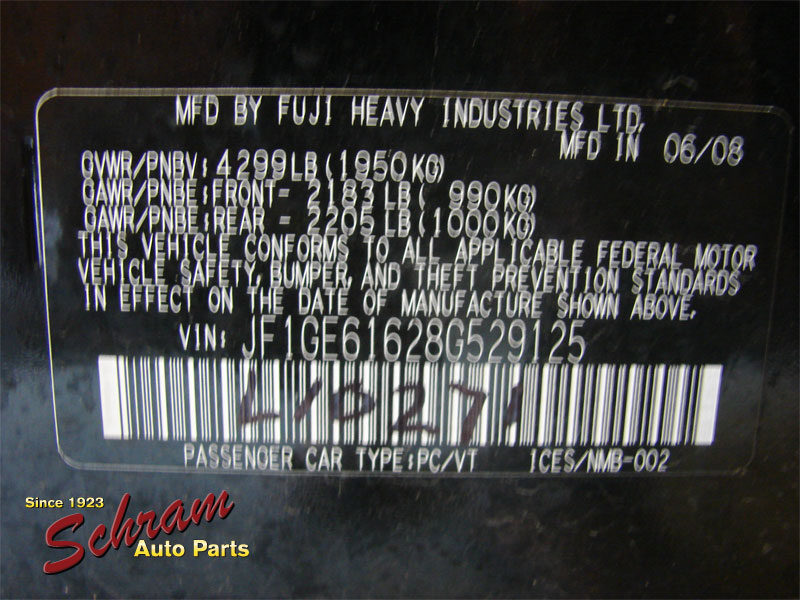 MFD BY FUJI HEAVY INDUSTRIES LTD.
MFD IN 06/08
GVWR/PNBV: 4299LB(1950KG)
GAWR/PNBE:FRONT- 2183LB( 990KG)
GAWR/PNBE:REAR - 2205LB(1000KG)
THIS VEHICLE CONFORMS TO ALL APPLICABLE FEDERAL MOTOR
VEHICLE SAFETY, BUMPER, AND THEFT PREVENTION STANDARDS
IN EFFECT ON THE DATE OF MANUFACTURE SHOWN ABOVE.
VIN: JF1GE61628G529125
L10271
PASSENGER CAR TYPE:PC/VT ICES/NMB-002
Since 1923
Schram
Auto Parts